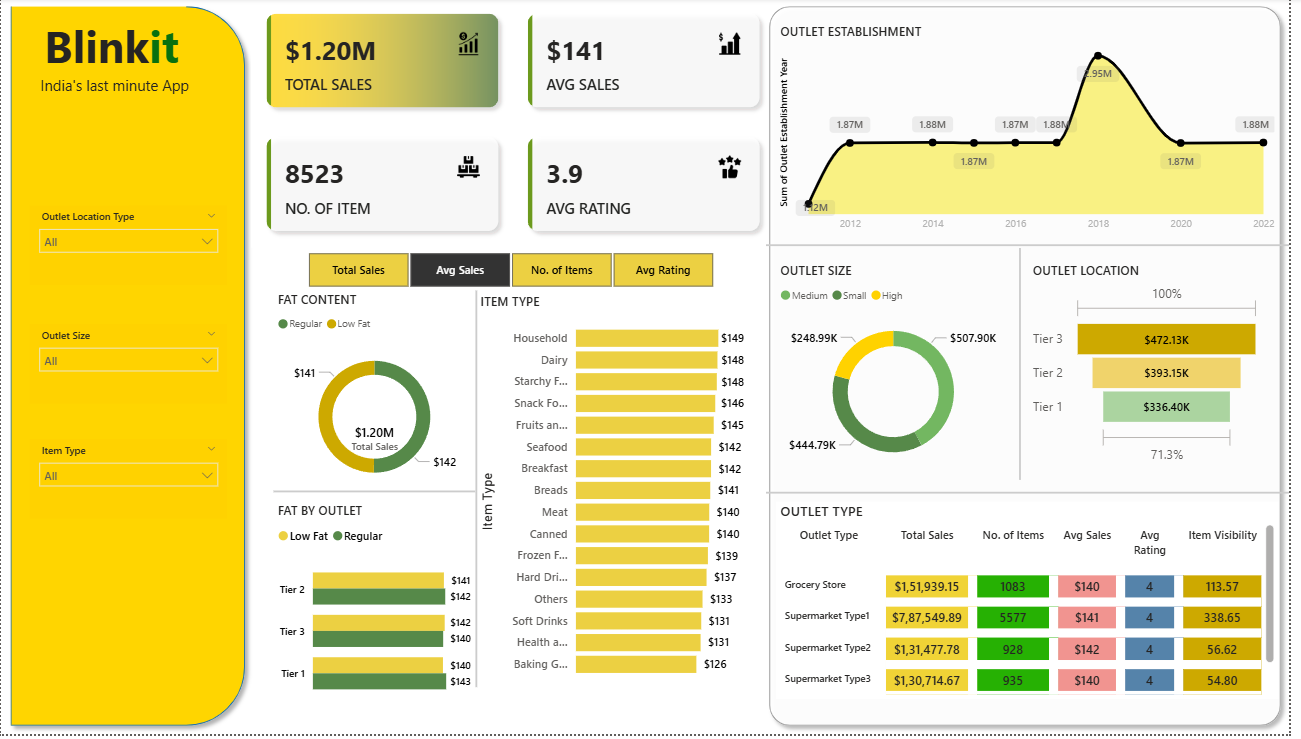 Blinkit
India's last minute App
Outlet Location Type
All
Outlet Size
All
Item Type
All
$1.20M
TOTAL SALES
$141
AVG SALES
8523
NO. OF ITEM
3.9
AVG RATING
Total Sales
Avg Sales
No. of Items
Avg Rating
FAT CONTENT
Regular
Low Fat
$141
$1.20M
Total Sales
$142
FAT BY OUTLET
Low Fat
Regular
Tier 2
$141
$142
Tier 3
$142
$140
Tier 1
$140
$143
ITEM TYPE
Item Type
Household $149
Dairy $148
Starchy F... $148
Snack Fo... $146
Fruits an... $145
Seafood $142
Breakfast $142
Breads $141
Meat $140
Canned $140
Frozen F... $139
Hard Dri... $137
Others $133
Soft Drinks $131
Health a... $131
Baking G... $126
OUTLET ESTABLISHMENT
Sum of Outlet Establishment Year
1.87M
1.88M
1.87M
1.87M
1.88M
1.87M
1.88M
2012 2014 2016 2018 2020 2022
OUTLET SIZE
Medium
Small
High
$248.99K
$507.90K
$444.79K
OUTLET LOCATION
100%
Tier 3 $472.13K
Tier 2 $393.15K
Tier 1 $336.40K
71.3%
OUTLET TYPE
Outlet Type Total Sales No. of Items Avg Sales Avg Rating Item Visibility
Grocery Store $1,51,939.15 1083 $140 4 113.57
Supermarket Type1 $7,87,549.89 5577 $141 4 338.65
Supermarket Type2 $1,31,477.78 928 $142 4 56.62
Supermarket Type3 $1,30,714.67 935 $140 4 54.80